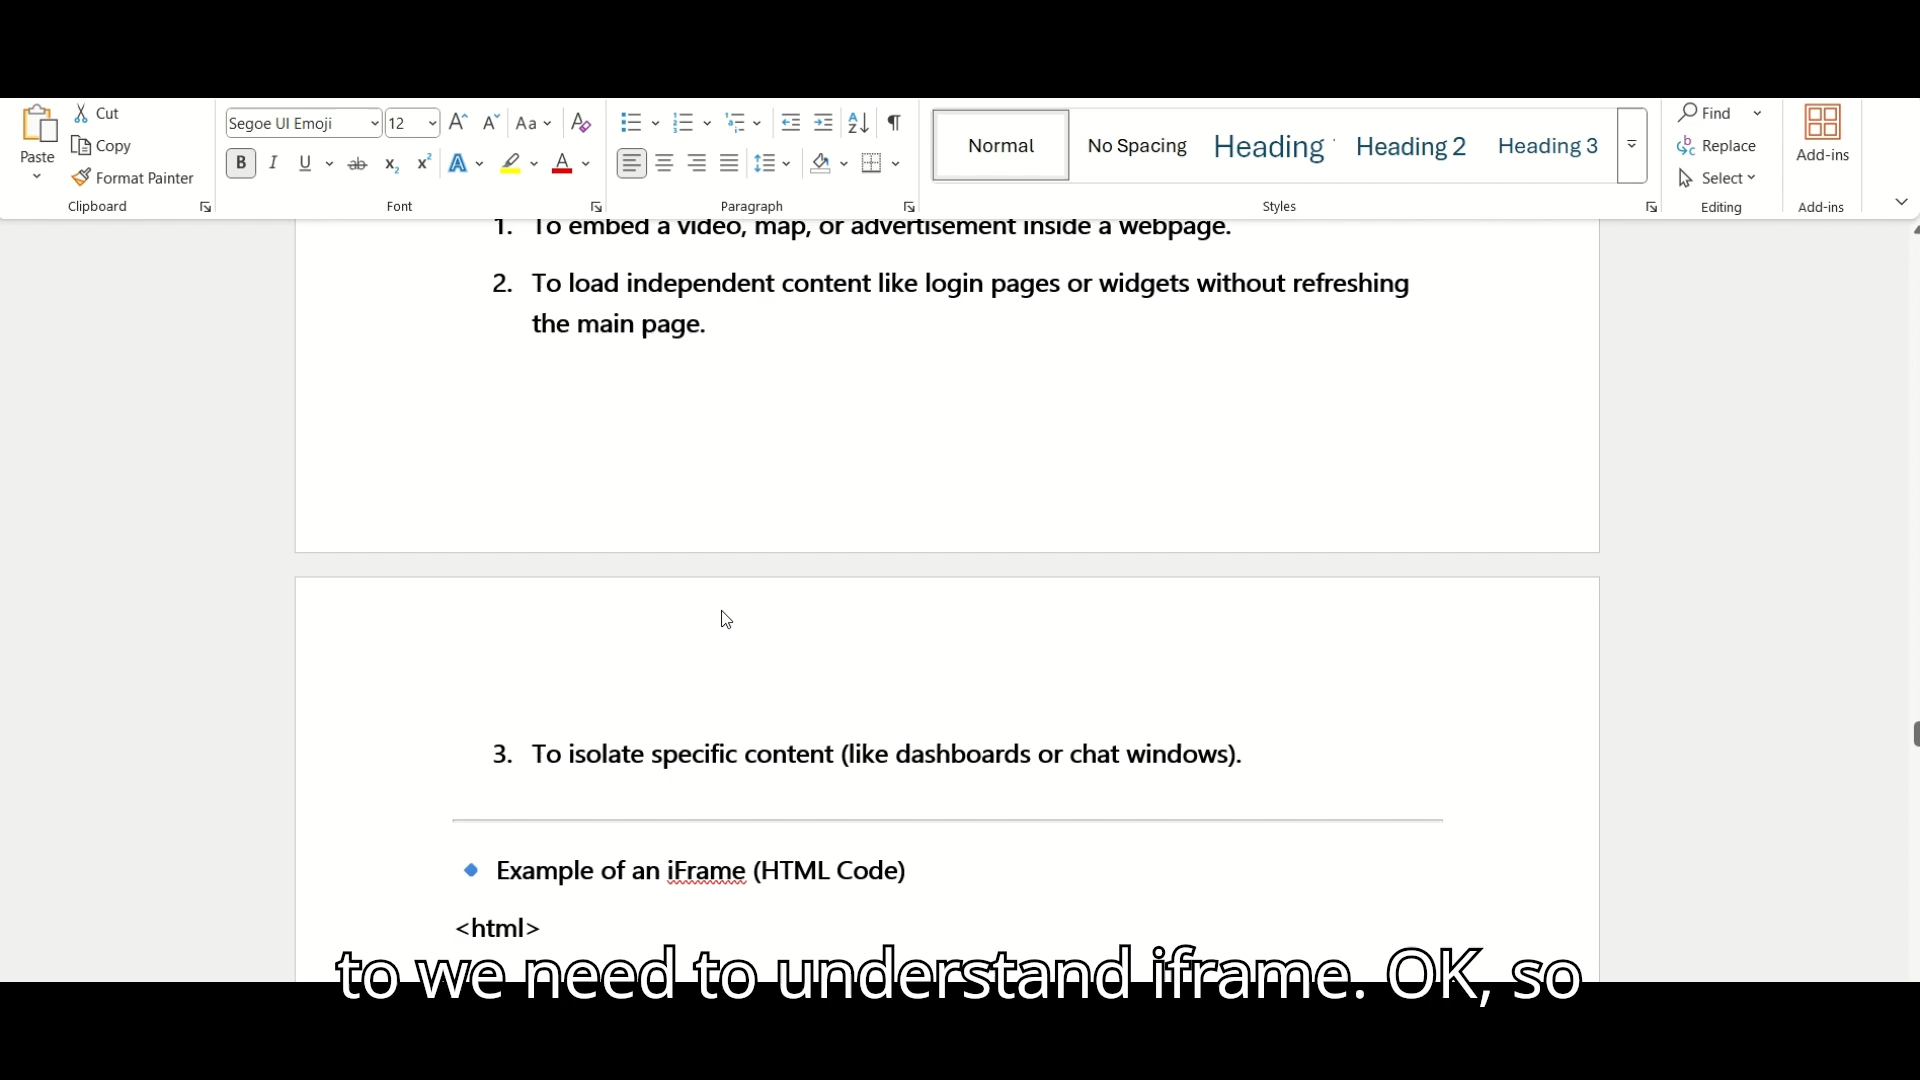 Cut
Copy
Paste
Format Painter
Clipboard
Segoe UI Emoji
12
Aa
B I U ab x₂ x² A A
Font
Paragraph
Normal
No Spacing
Heading
Heading 2
Heading 3
Styles
Find
Replace
Select
Editing
Add-ins
Add-ins
1. To embed a video, map, or advertisement inside a webpage.
2. To load independent content like login pages or widgets without refreshing
the main page.
3. To isolate specific content (like dashboards or chat windows).
Example of an iFrame (HTML Code)
<html>
to we need to understand iframe. OK, so